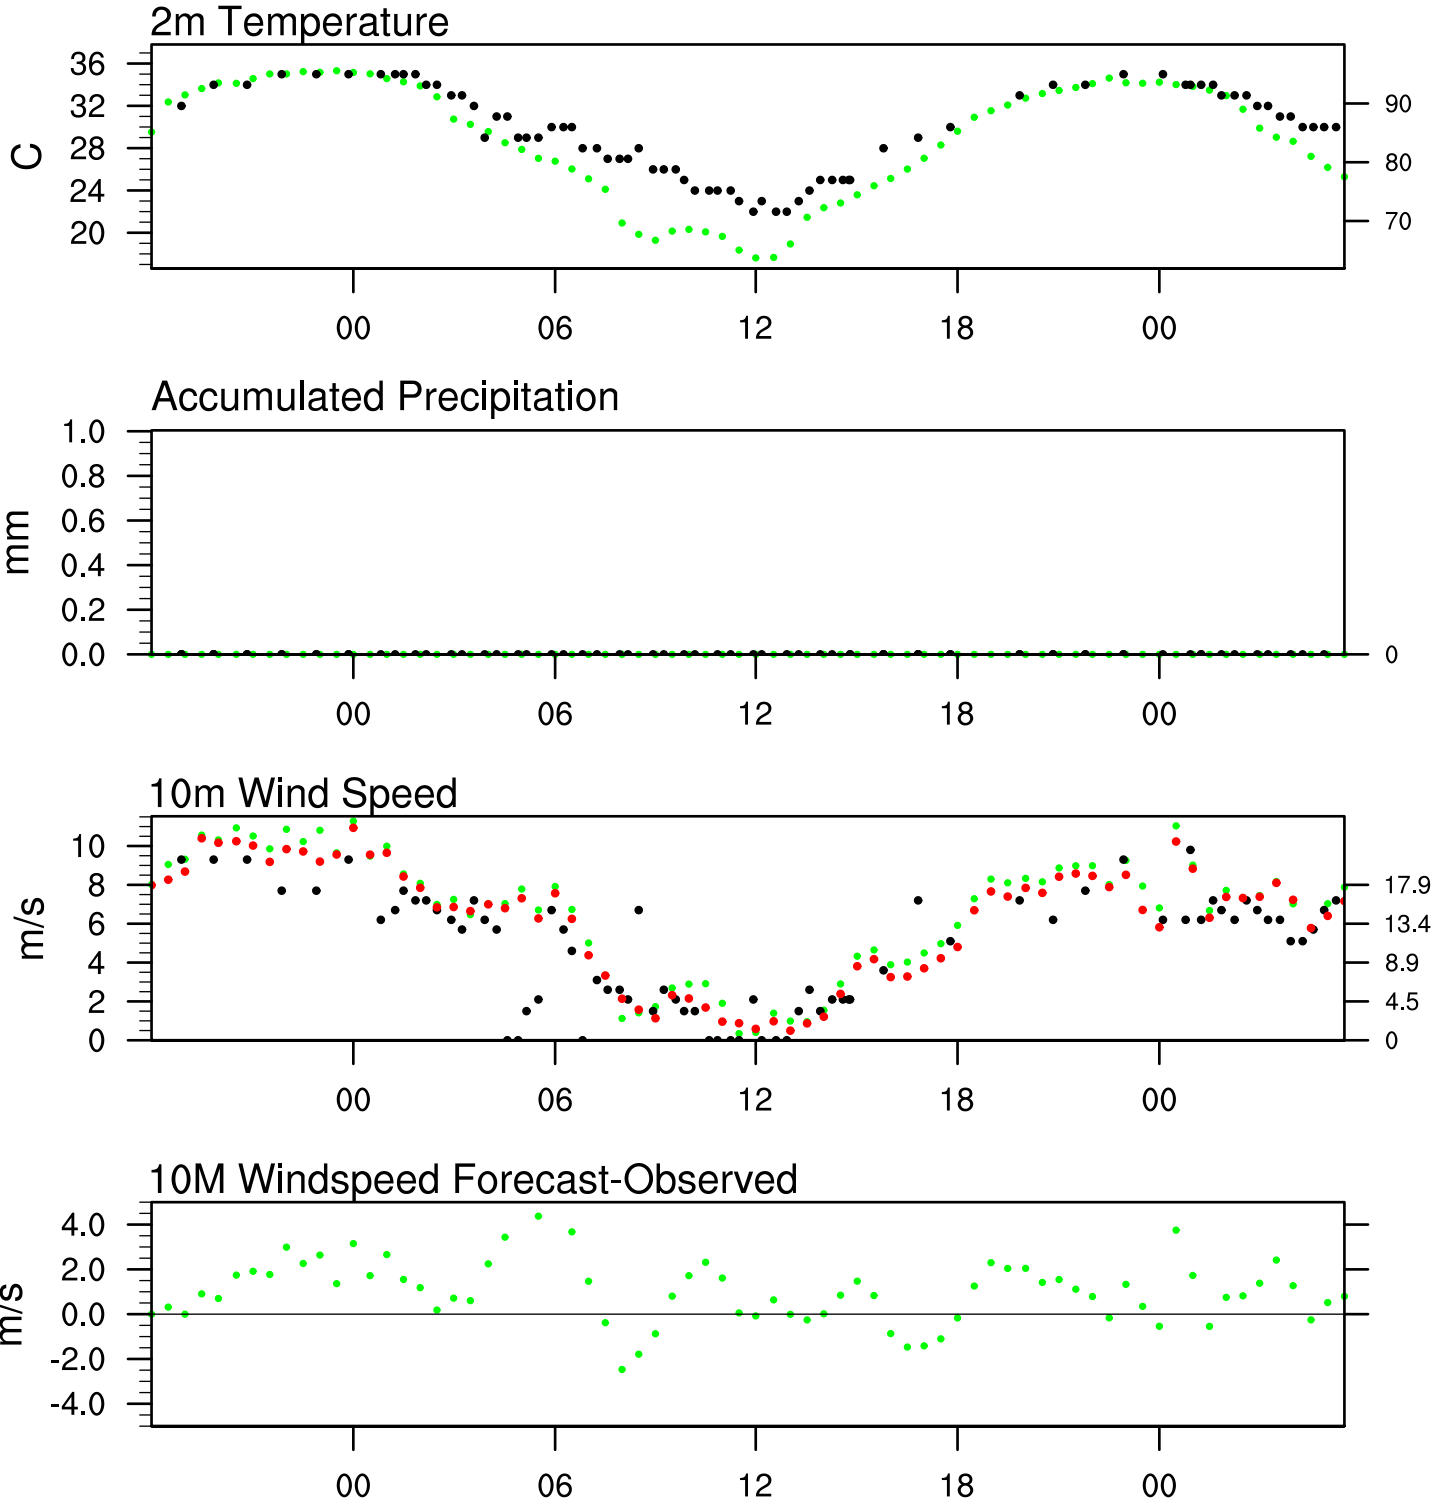 2m Temperature
36
32
28
24
20
C
90
80
70
00 06 12 18 00
Accumulated Precipitation
1.0
0.8
0.6
0.4
0.2
0.0
mm
0
00 06 12 18 00
10m Wind Speed
10
8
6
4
2
0
m/s
17.9
13.4
8.9
4.5
0
00 06 12 18 00
10M Windspeed Forecast-Observed
4.0
2.0
0.0
-2.0
-4.0
m/s
00 06 12 18 00